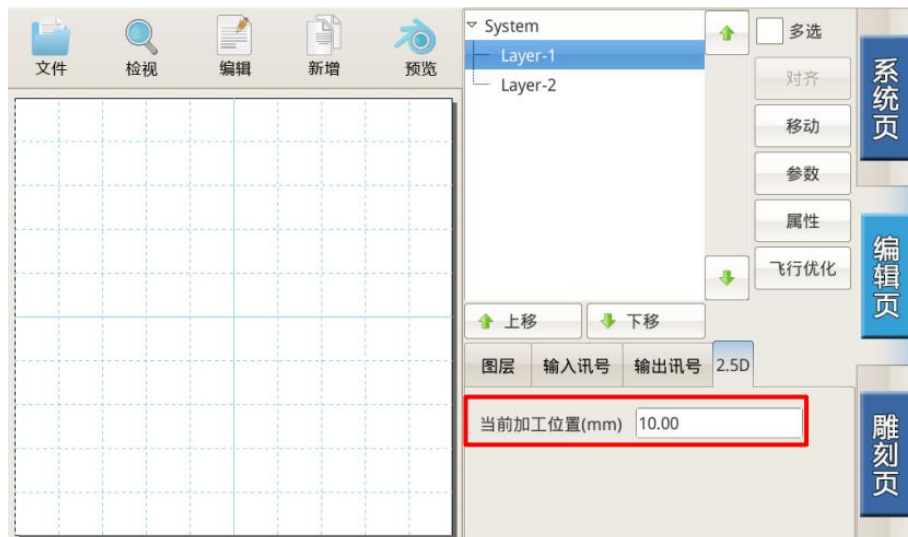 文件 检视 编辑 新增 预览
System
Layer-1
Layer-2
多选
对齐
移动
参数
属性
飞行优化
上移 下移
图层 输入讯号 输出讯号 2.5D
当前加工位置(mm) 10.00
系统页
编辑页
雕刻页